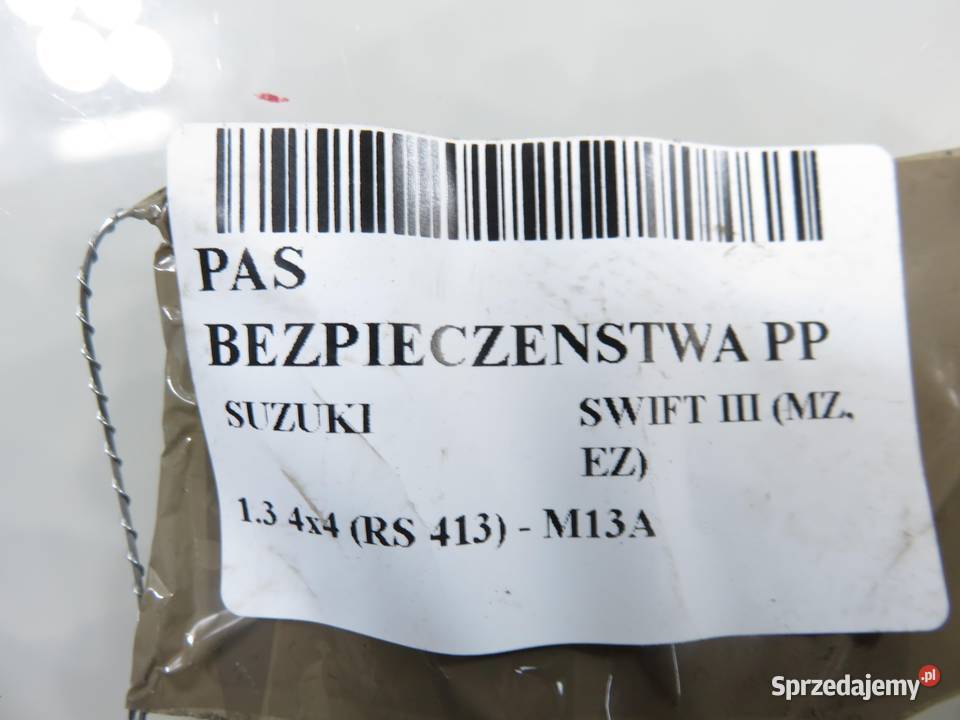 PAS
BEZPIECZENSTWA PP
SUZUKI SWIFT III (MZ,
EZ)
1.3 4x4 (RS 413) - M13A
Sprzedajemy.pl